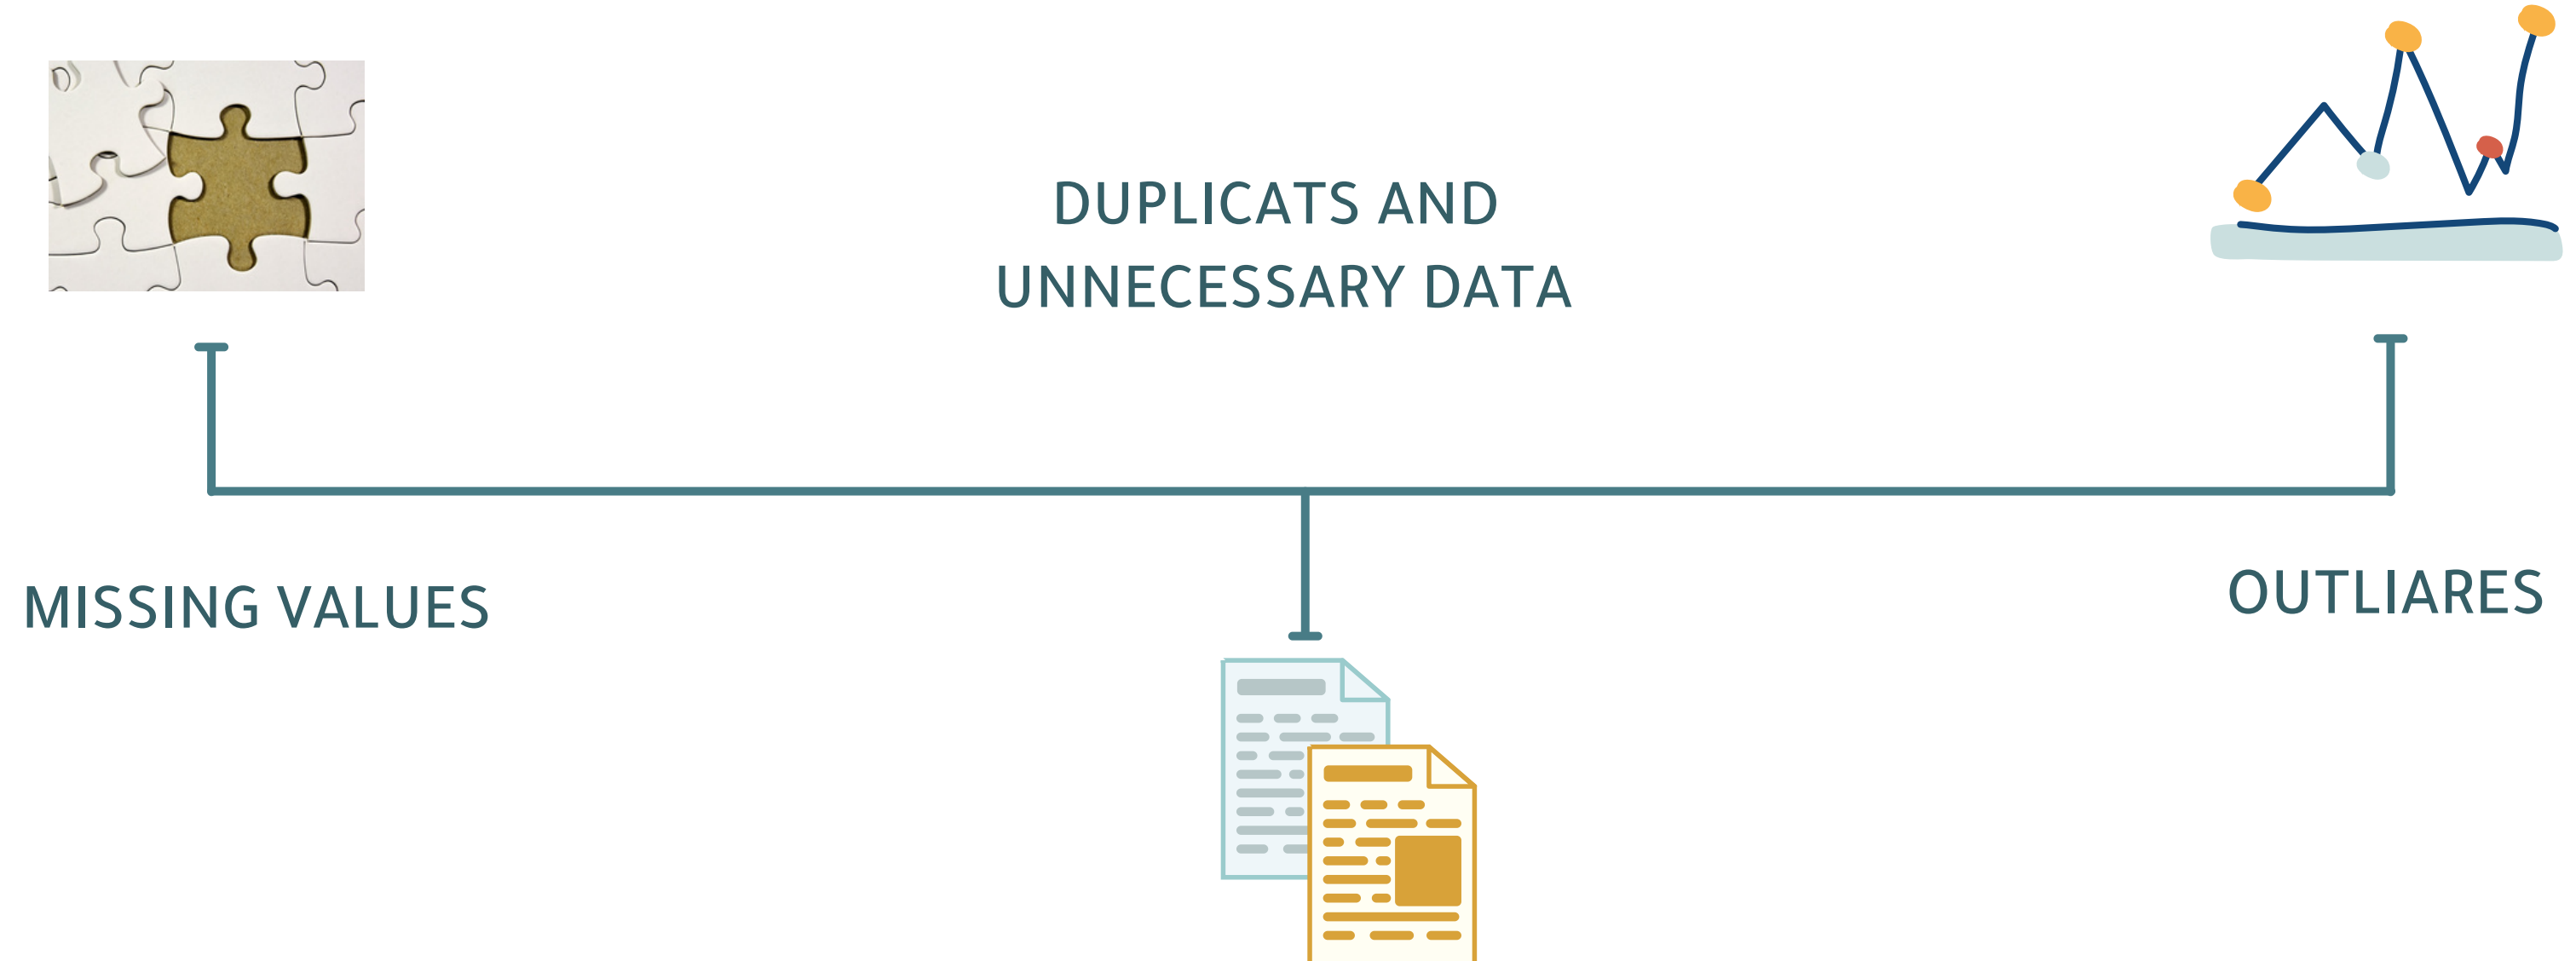 DUPLICATS AND
UNNECESSARY DATA
MISSING VALUES
OUTLIARES